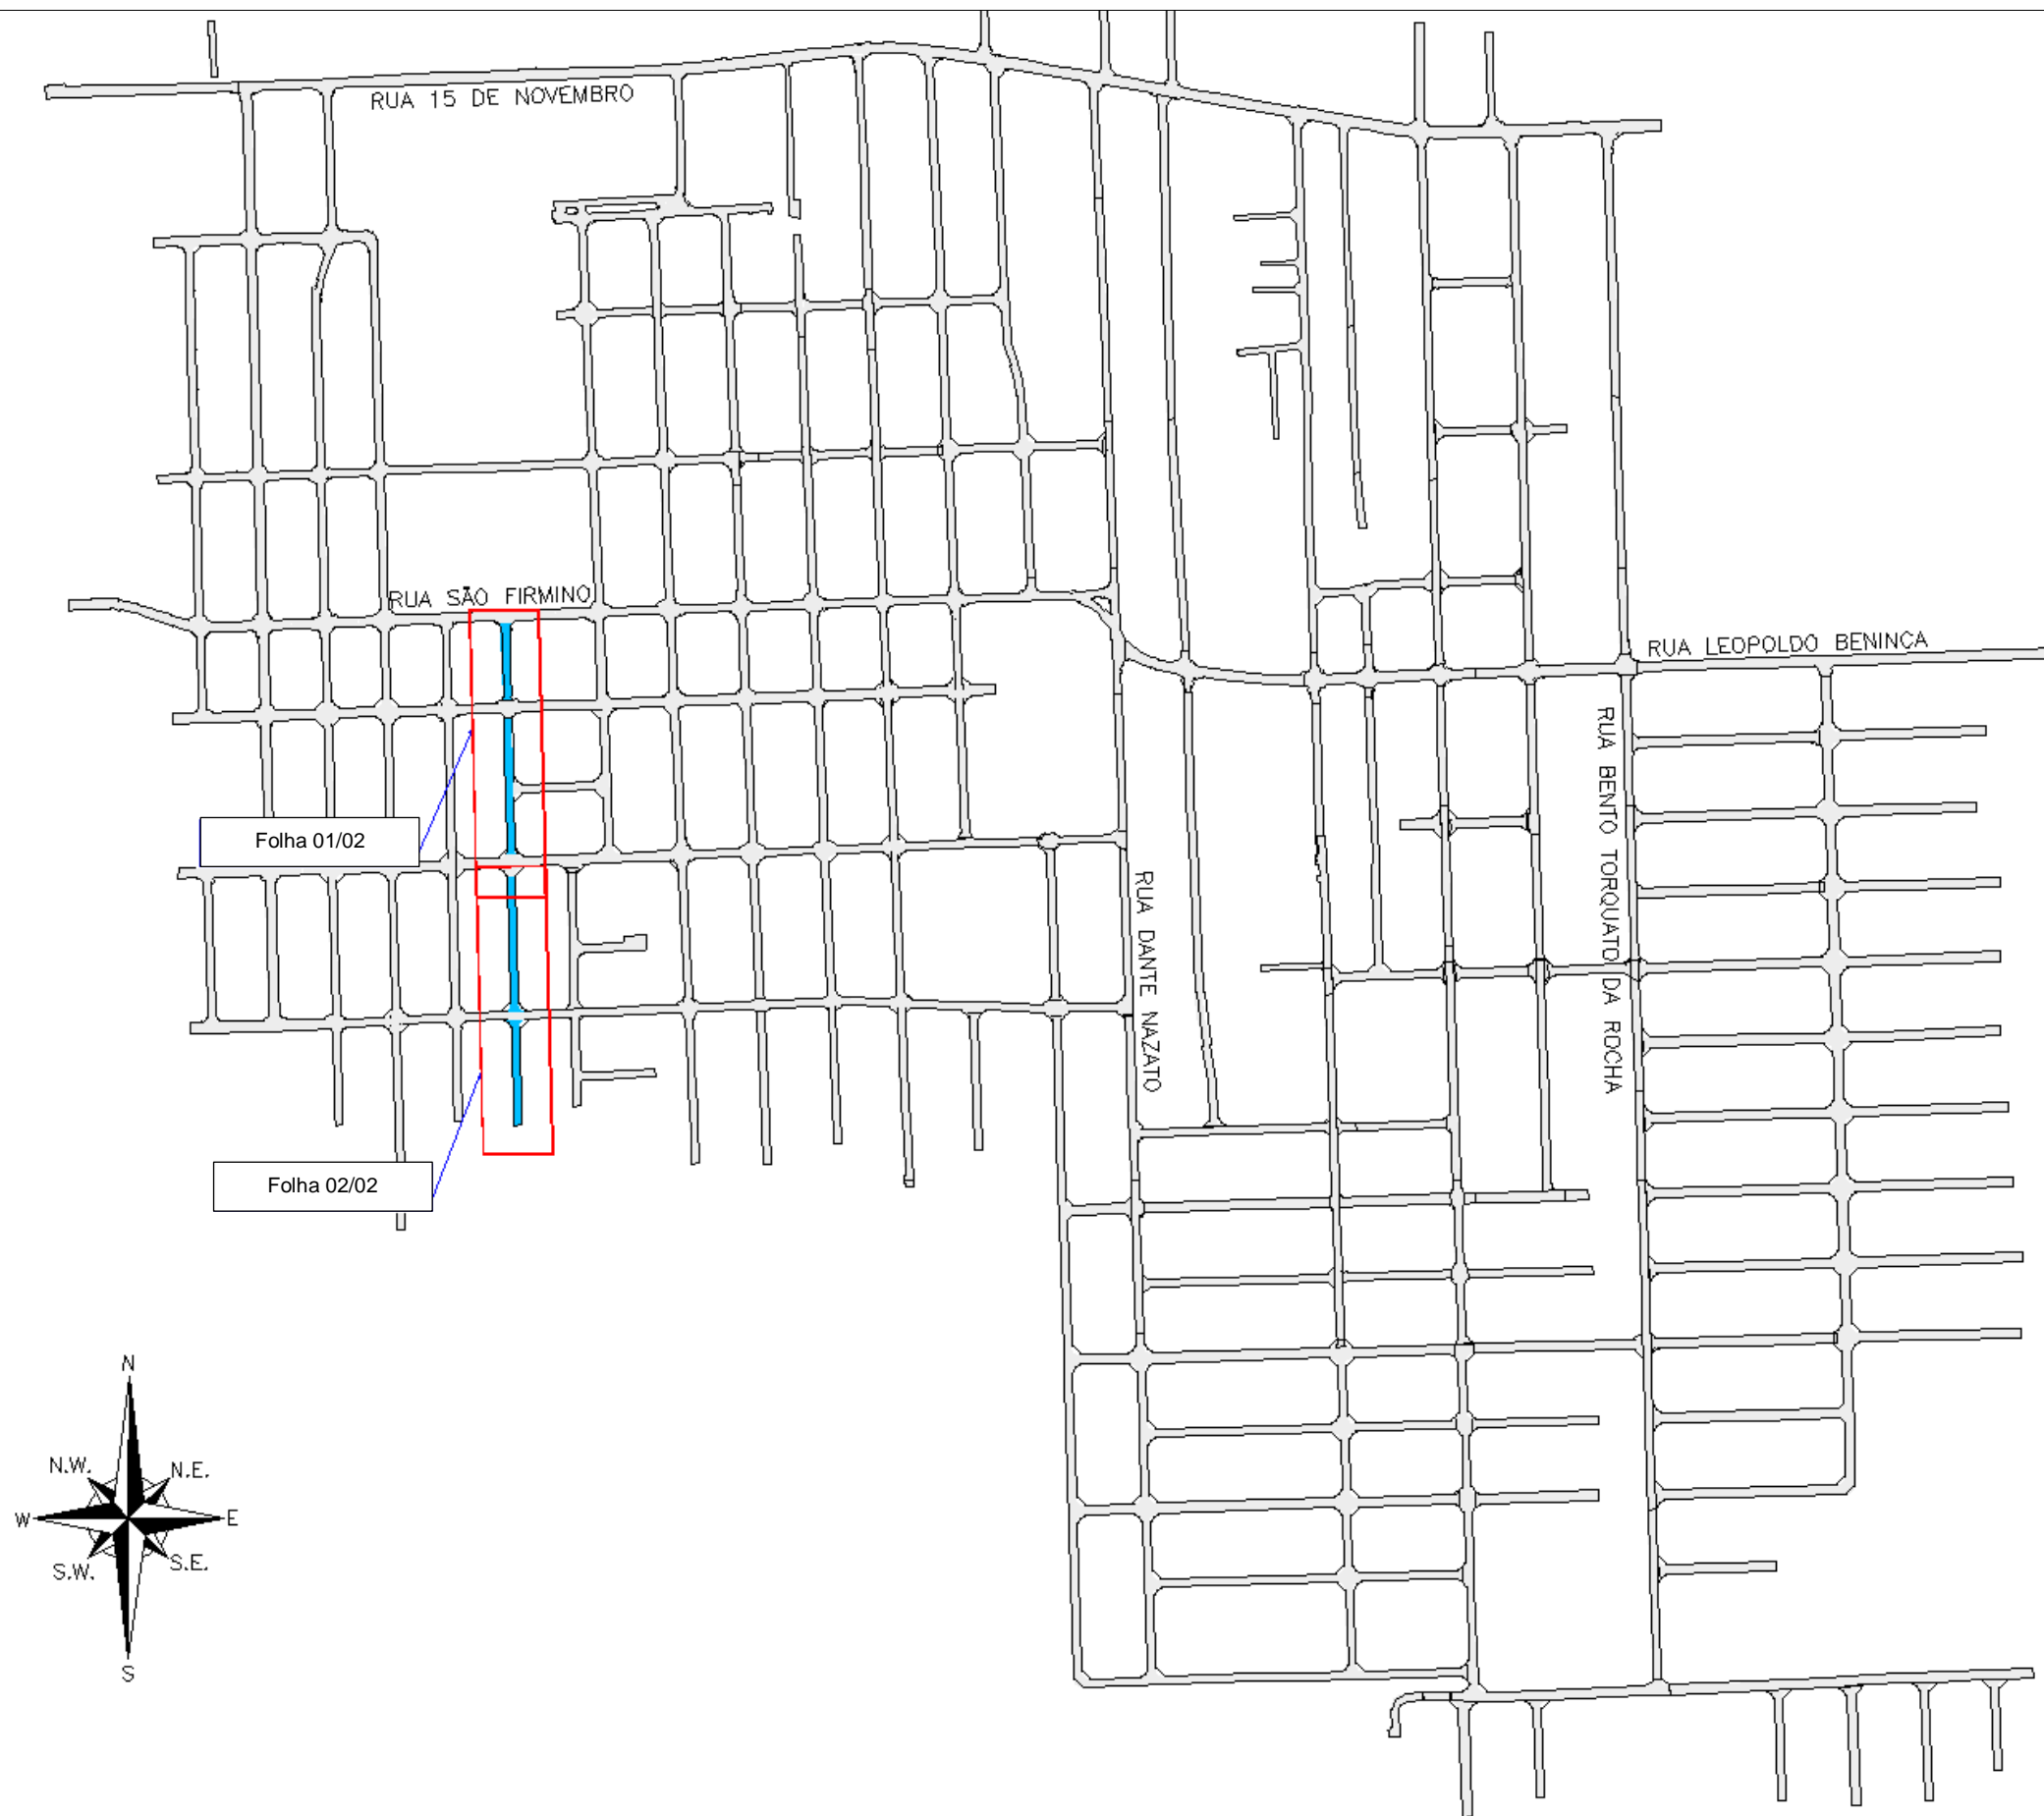 RUA 15 DE NOVEMBRO
RUA SÃO FIRMINO
RUA LEOPOLDO BENINCA
RUA BENTO TORQUATO DA ROCHA
Folha 01/02
RUA DANTE NAZATO
Folha 02/02
N
N.W.
N.E.
W
E
S.W.
S.E.
S